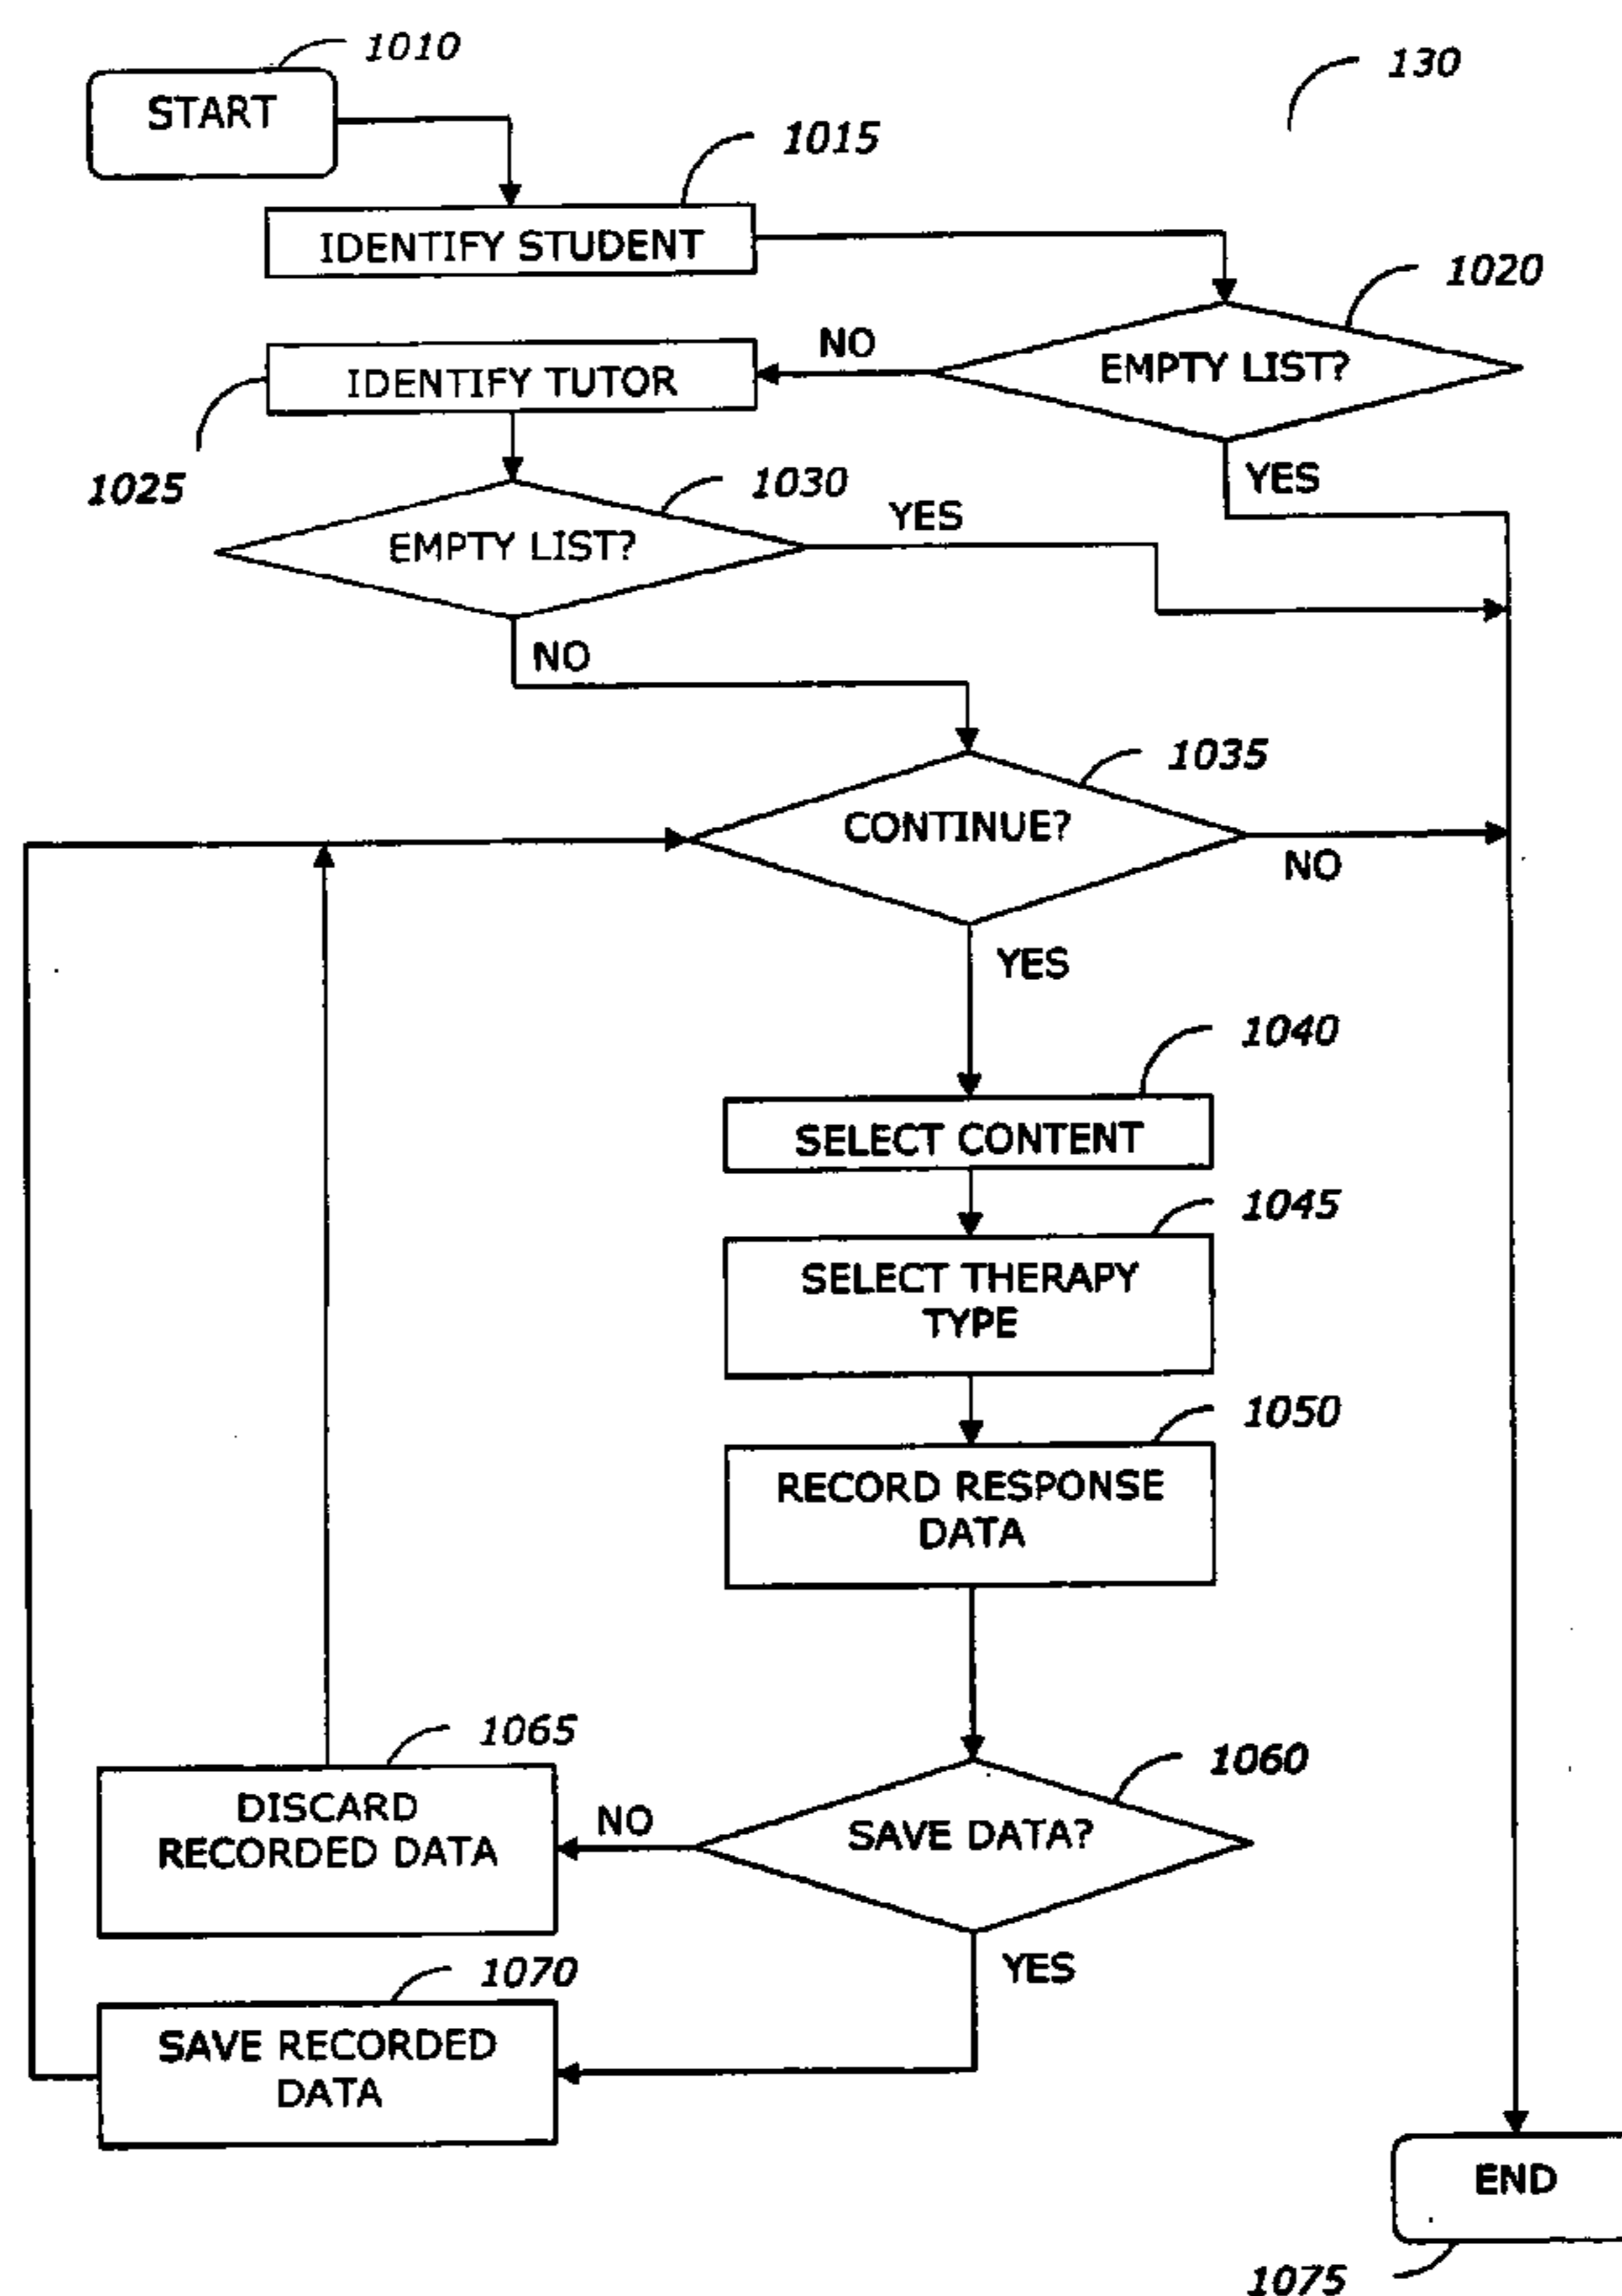 1010
130
START
1015
IDENTIFY STUDENT
1020
NO
EMPTY LIST?
IDENTIFY TUTOR
1025
1030
YES
YES
EMPTY LIST?
NO
1035
CONTINUE?
NO
YES
1040
SELECT CONTENT
1045
SELECT THERAPY
TYPE
1050
RECORD RESPONSE
DATA
1065
1060
DISCARD
RECORDED DATA
NO
SAVE DATA?
YES
1070
SAVE RECORDED
DATA
END
1075